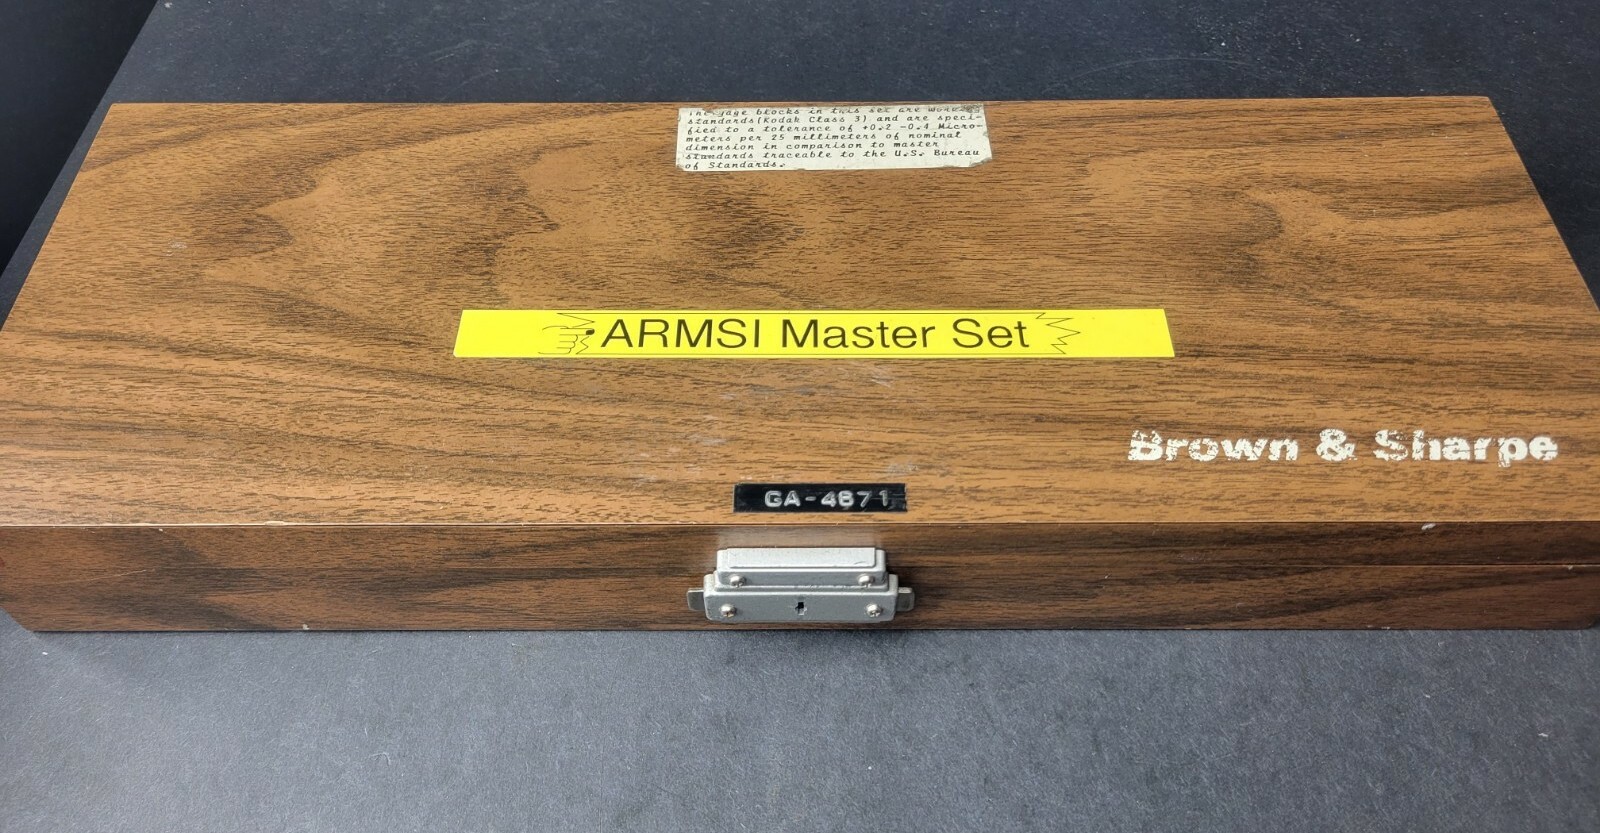 The gage blocks in this set are working
standards(Kodak Class 3) and are speci-
fied to a tolerance of +0.2 -0.4 Micro-
meters per 25 millimeters of nominal
dimension in comparison to master
standards traceable to the U.S. Bureau
of Standards.
ARMSI Master Set
Brown & Sharpe
GA-4671